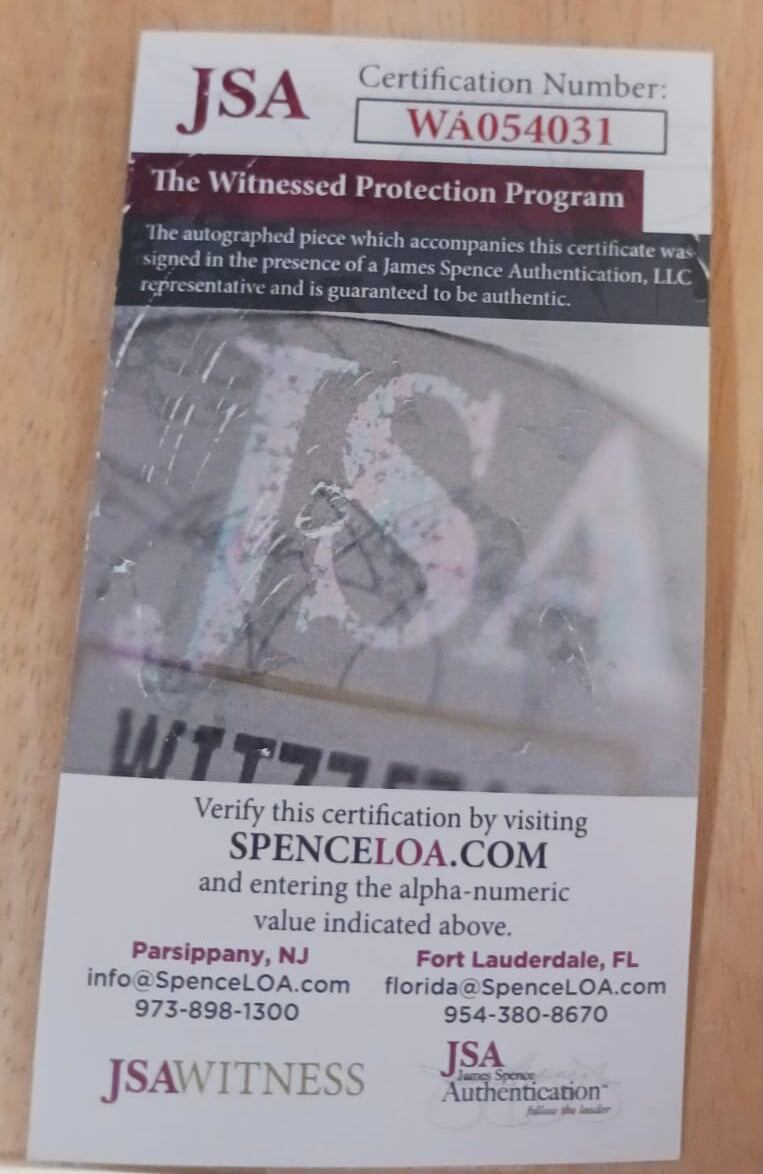 JSA
Certification Number:
WA054031
The Witnessed Protection Program
The autographed piece which accompanies this certificate was
signed in the presence of a James Spence Authentication, LLC
representative and is guaranteed to be authentic.
JSA
Verify this certification by visiting
SPENCELOA.COM
and entering the alpha-numeric
value indicated above.
Parsippany, NJ
info@SpenceLOA.com
973-898-1300
Fort Lauderdale, FL
florida@SpenceLOA.com
954-380-8670
JSAWITNESS
JSA
James Spence
Authentication
follow the leader